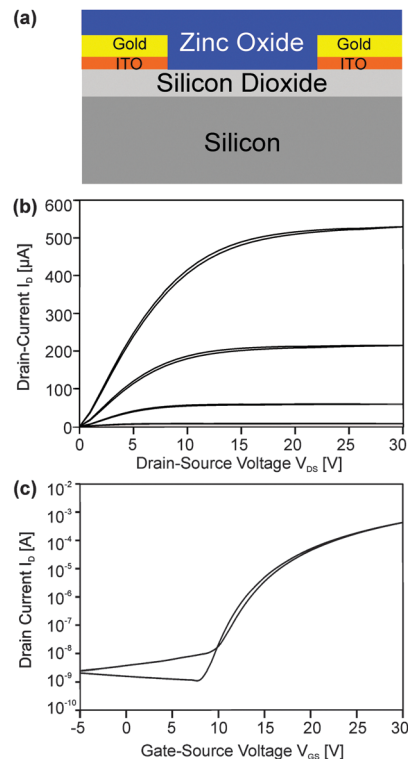 (a)
Gold Zinc Oxide Gold
ITO ITO
Silicon Dioxide
Silicon
(b)
Drain-Current I_D [µA]
600
500
400
300
200
100
0
0 5 10 15 20 25 30
Drain-Source Voltage V_DS [V]
(c)
Drain Current I_D [A]
10⁻²
10⁻³
10⁻⁴
10⁻⁵
10⁻⁶
10⁻⁷
10⁻⁸
10⁻⁹
10⁻¹⁰
-5 0 5 10 15 20 25 30
Gate-Source Voltage V_GS [V]